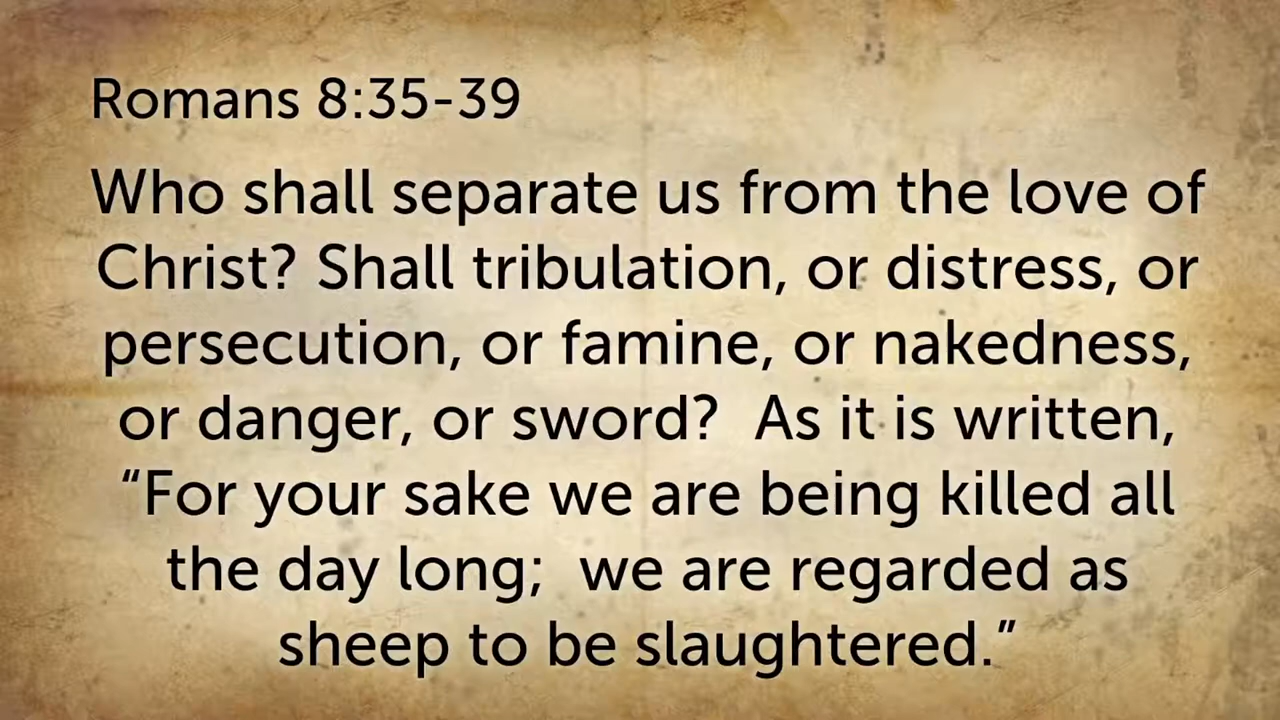 Romans 8:35-39
Who shall separate us from the love of
Christ? Shall tribulation, or distress, or
persecution, or famine, or nakedness,
or danger, or sword?  As it is written,
“For your sake we are being killed all
the day long;  we are regarded as
sheep to be slaughtered.”